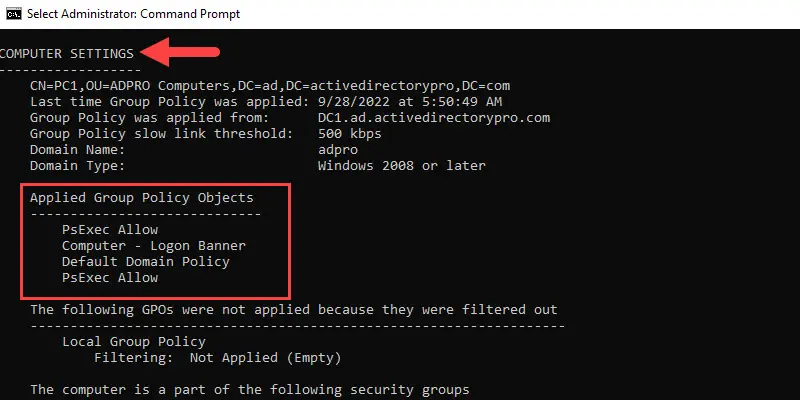 Select Administrator: Command Prompt
COMPUTER SETTINGS
------------------
CN=PC1,OU=ADPRO Computers,DC=ad,DC=activedirectorypro,DC=com
Last time Group Policy was applied: 9/28/2022 at 5:50:49 AM
Group Policy was applied from:      DC1.ad.activedirectorypro.com
Group Policy slow link threshold:   500 kbps
Domain Name:                        adpro
Domain Type:                        Windows 2008 or later
Applied Group Policy Objects
-----------------------------
PsExec Allow
Computer - Logon Banner
Default Domain Policy
PsExec Allow
The following GPOs were not applied because they were filtered out
-------------------------------------------------------------------
Local Group Policy
Filtering:  Not Applied (Empty)
The computer is a part of the following security groups